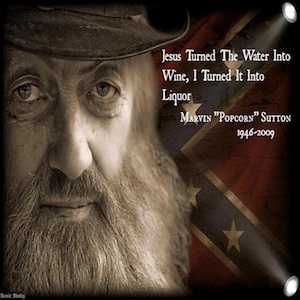 Jesus Turned The Water Into
Wine, I Turned It Into
Liquor
Marvin "Popcorn" Sutton
1946-2009